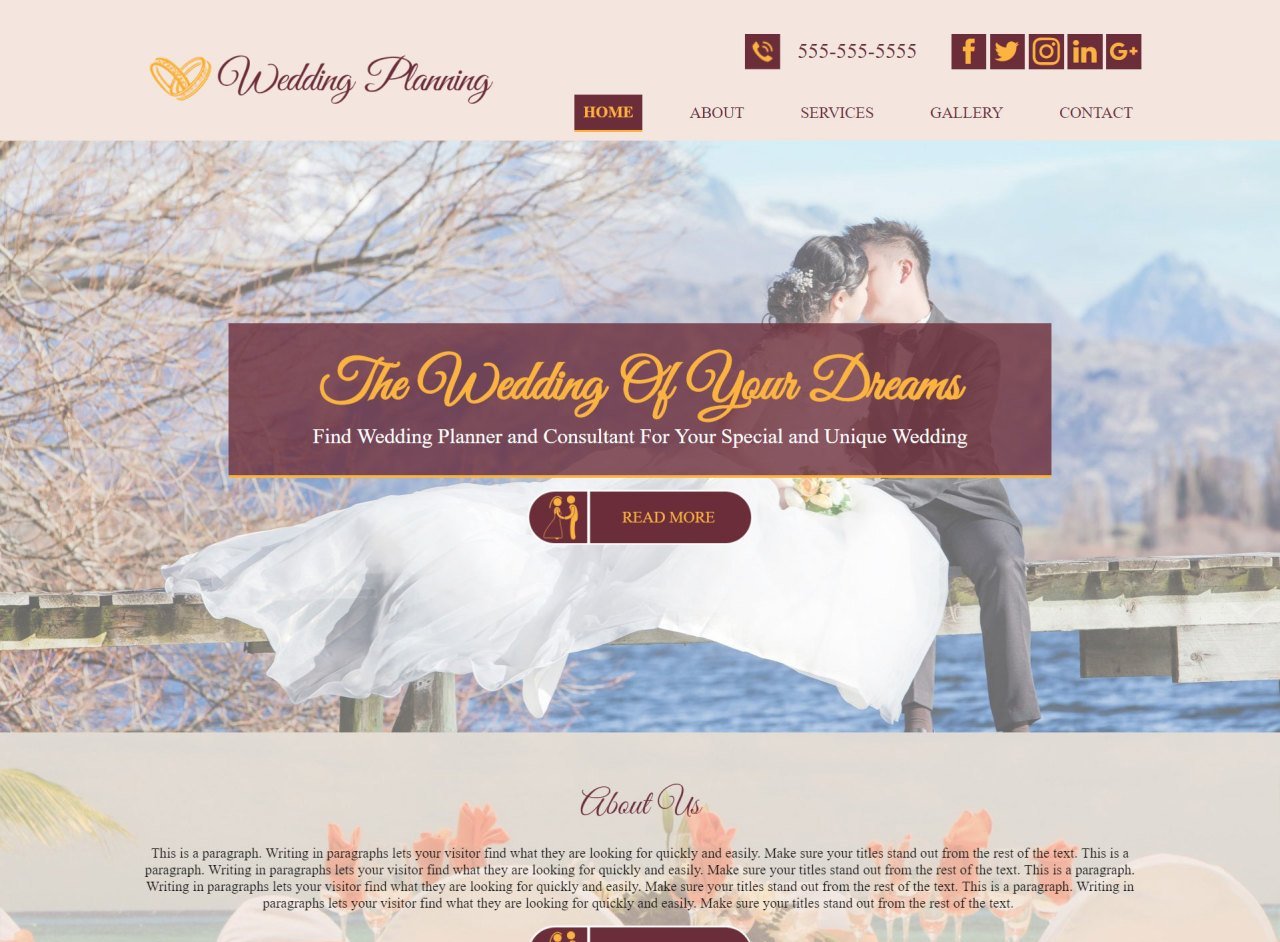 Wedding Planning
555-555-5555
HOME
ABOUT
SERVICES
GALLERY
CONTACT
The Wedding Of Your Dreams
Find Wedding Planner and Consultant For Your Special and Unique Wedding
READ MORE
About Us
This is a paragraph. Writing in paragraphs lets your visitor find what they are looking for quickly and easily. Make sure your titles stand out from the rest of the text. This is a
paragraph. Writing in paragraphs lets your visitor find what they are looking for quickly and easily. Make sure your titles stand out from the rest of the text. This is a paragraph.
Writing in paragraphs lets your visitor find what they are looking for quickly and easily. Make sure your titles stand out from the rest of the text. This is a paragraph. Writing in
paragraphs lets your visitor find what they are looking for quickly and easily. Make sure your titles stand out from the rest of the text.